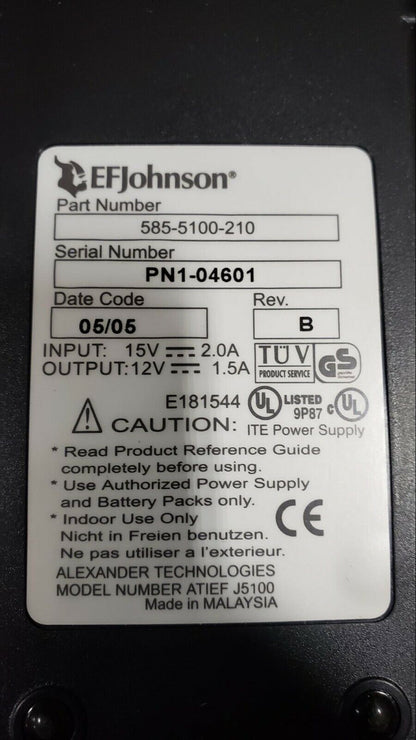 EFJohnson®
Part Number
585-5100-210
Serial Number
PN1-04601
Date Code Rev.
05/05 B
INPUT: 15V ⎓ 2.0A
OUTPUT: 12V ⎓ 1.5A
TÜV
PRODUCT SERVICE
GS
E181544 UL LISTED c UL
9P87
ITE Power Supply
CAUTION:
* Read Product Reference Guide
completely before using.
* Use Authorized Power Supply
and Battery Packs only.
* Indoor Use Only
Nicht in Freien benutzen.
Ne pas utiliser a l'exterieur.
CE
ALEXANDER TECHNOLOGIES
MODEL NUMBER ATIEF J5100
Made in MALAYSIA